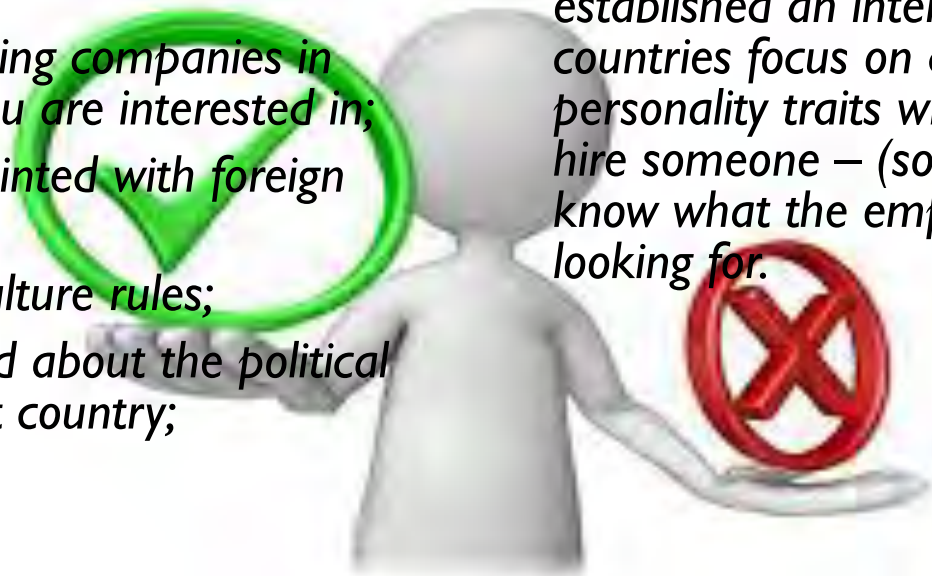 ing companies in
u are interested in;
inted with foreign
ulture rules;
d about the political
t country;
established an inter
countries focus on
personality traits w
hire someone – (so
know what the emp
looking for.